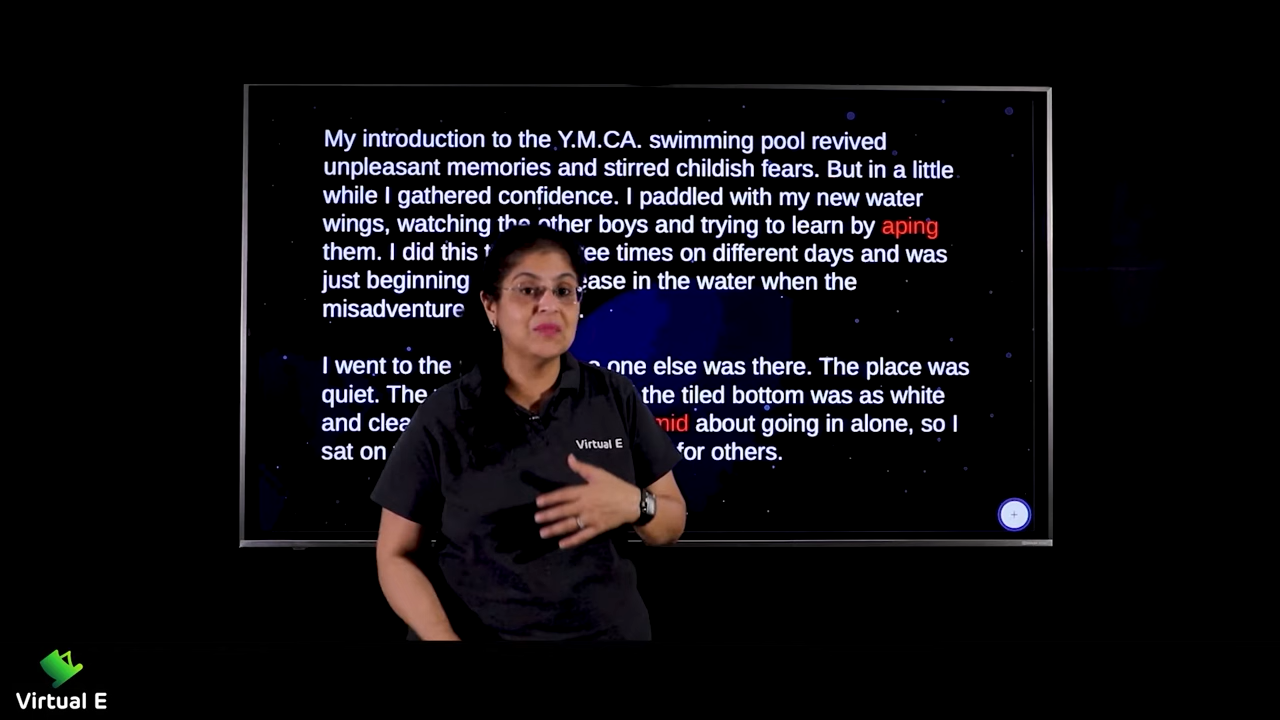 My introduction to the Y.M.CA. swimming pool revived
unpleasant memories and stirred childish fears. But in a little
while I gathered confidence. I paddled with my new water
wings, watching the other boys and trying to learn by aping
them. I did this times on different days and was
just beginning ease in the water when the
misadventure
I went to the one else was there. The place was
quiet. The the tiled bottom was as white
and about going in alone, so I
sat on for others.
Virtual E
Virtual E